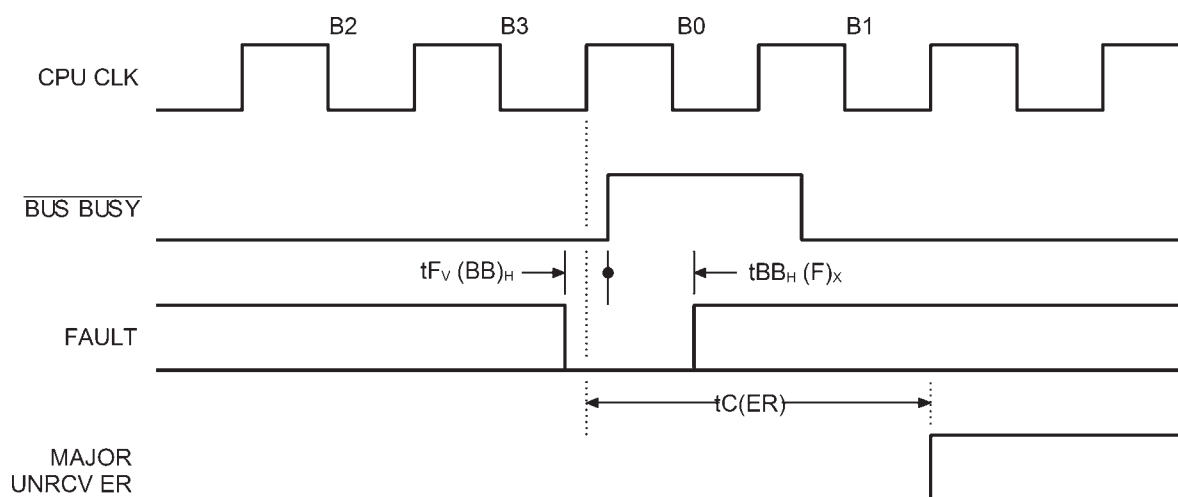 B2 B3 B0 B1
CPU CLK
BUS BUSY
tFV (BB)H
tBBH (F)X
FAULT
tC(ER)
MAJOR
UNRCV ER